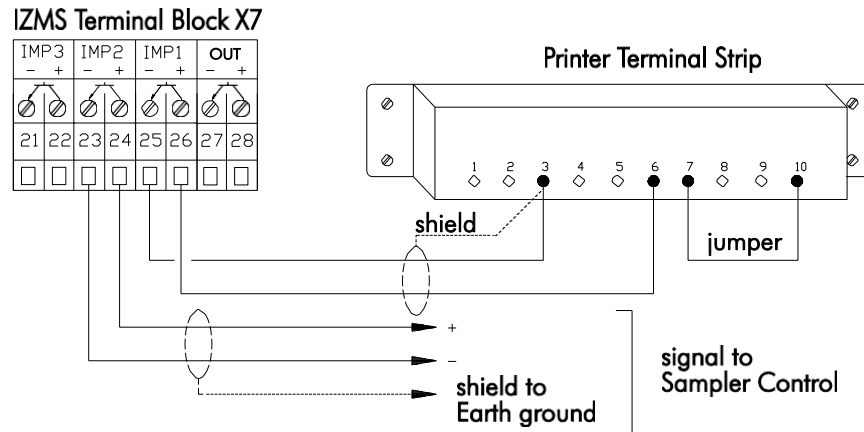 IZMS Terminal Block X7
IMP3 IMP2 IMP1 OUT
- + - + - + - +
21 22 23 24 25 26 27 28
Printer Terminal Strip
1 2 3 4 5 6 7 8 9 10
shield
jumper
+
-
shield to
Earth ground
signal to
Sampler Control